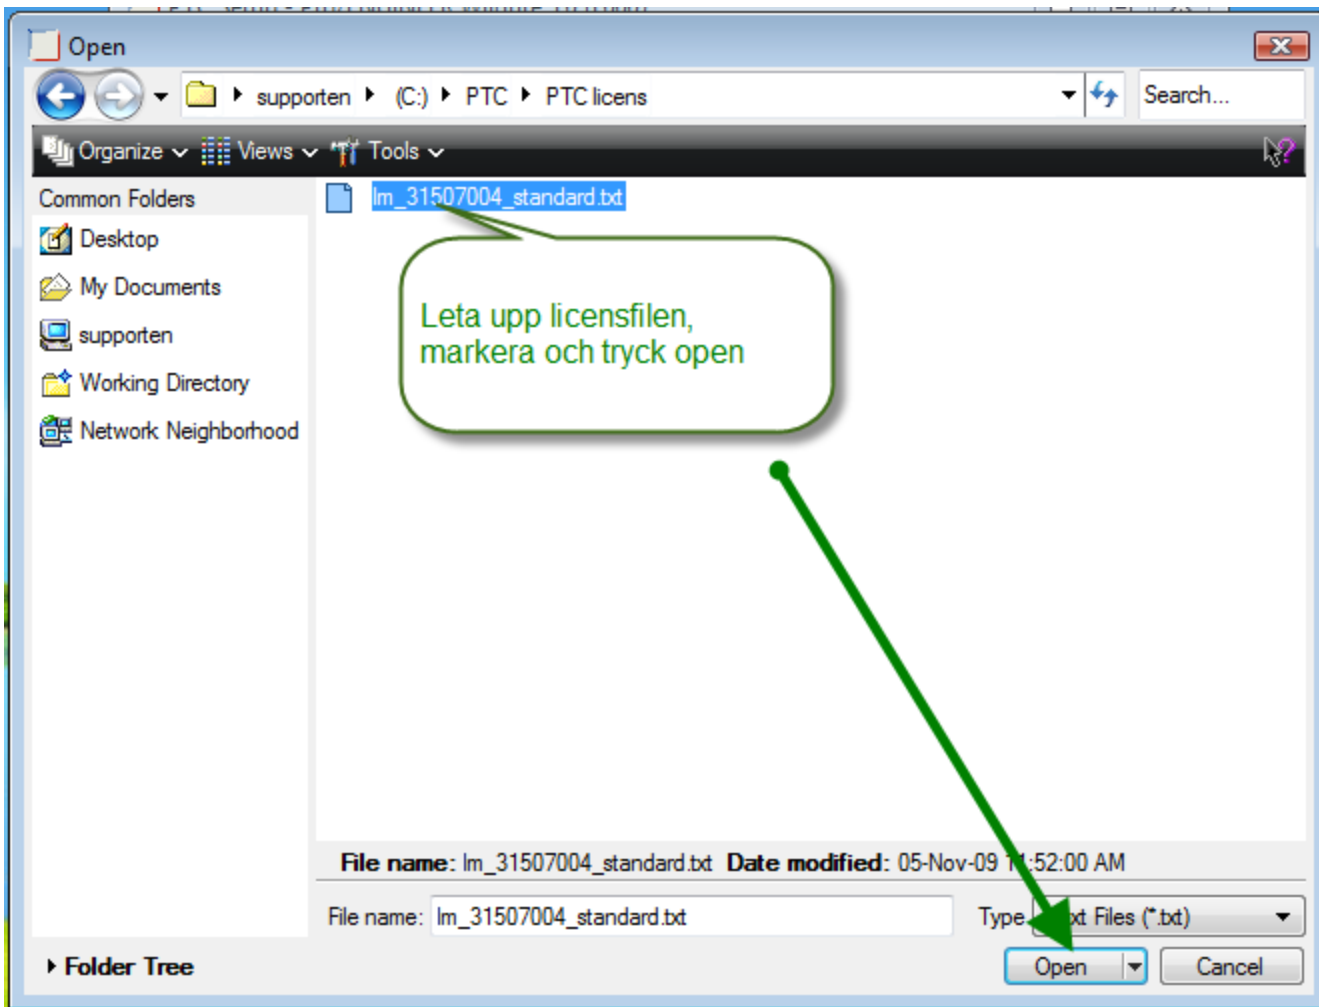 Open
supporten (C:) PTC PTC licens Search...
Organize Views Tools
Common Folders
lm_31507004_standard.txt
Desktop
My Documents
supporten
Working Directory
Network Neighborhood
Leta upp licensfilen,
markera och tryck open
File name: lm_31507004_standard.txt Date modified: 05-Nov-09 11:52:00 AM
File name: lm_31507004_standard.txt Type Text Files (*.txt)
Folder Tree
Open Cancel